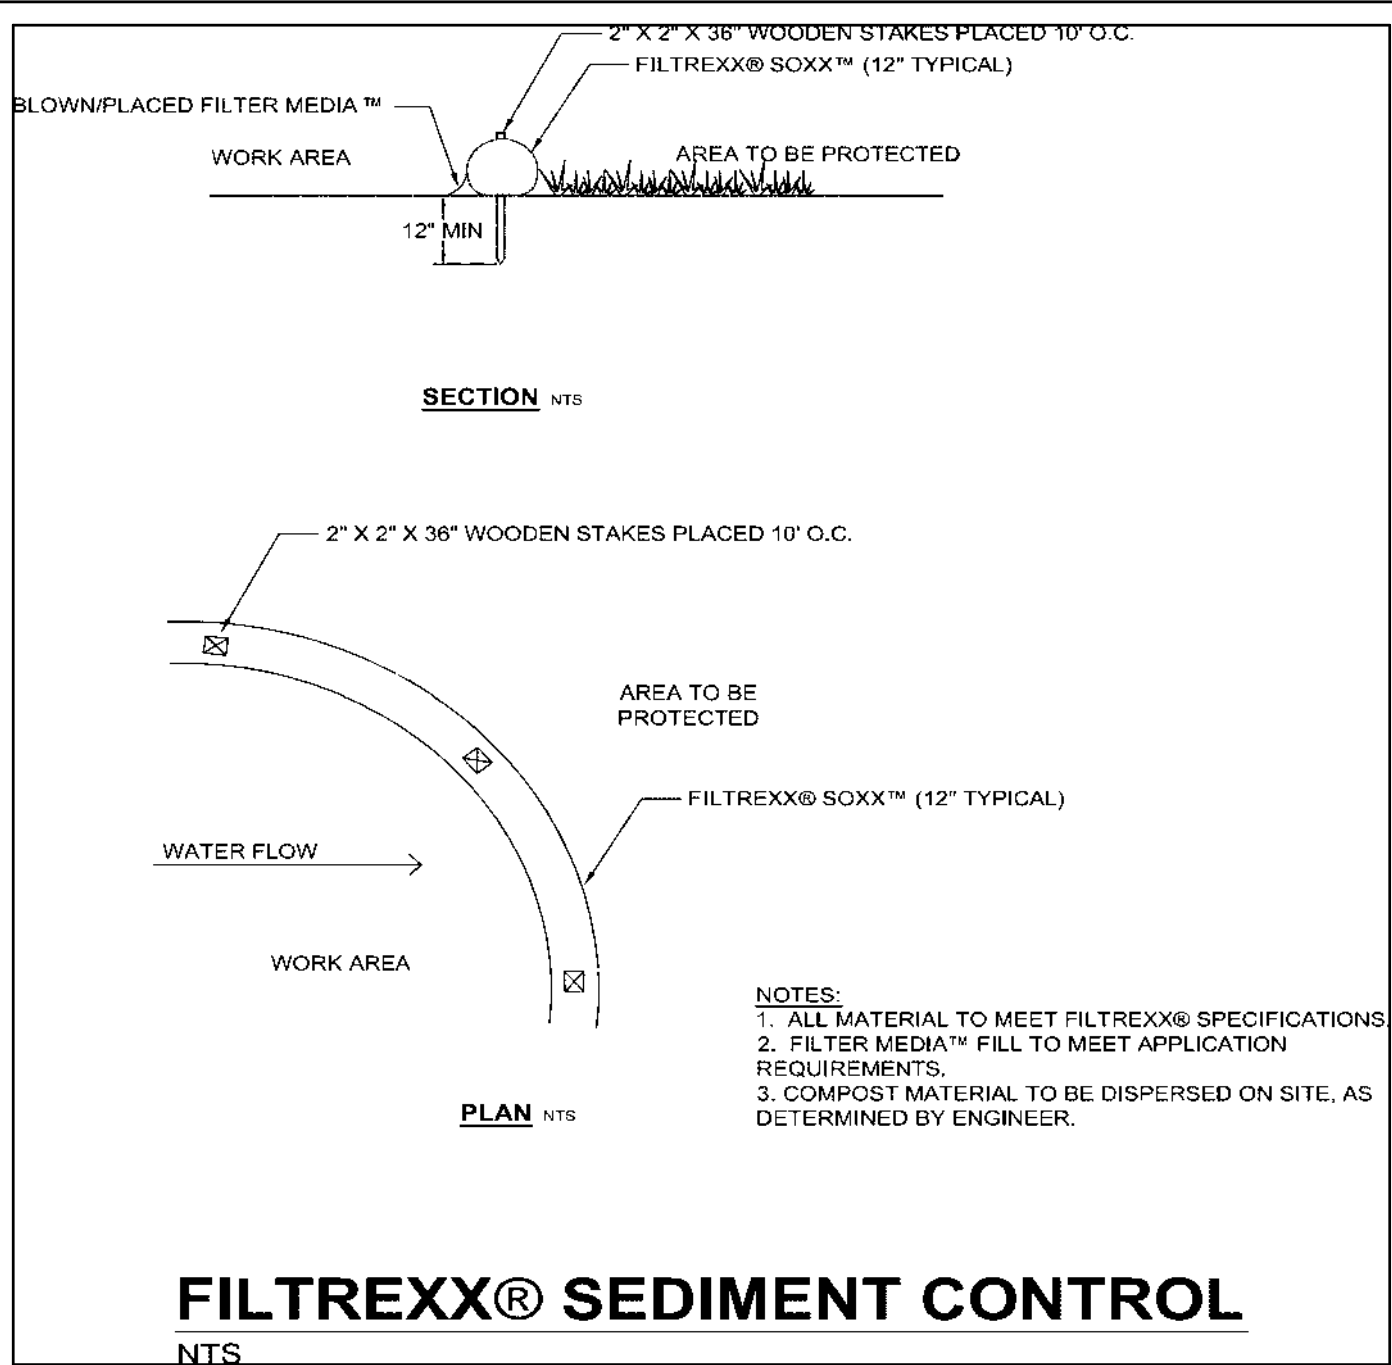 2" X 2" X 36" WOODEN STAKES PLACED 10' O.C.
FILTREXX® SOXX™ (12" TYPICAL)
BLOWN/PLACED FILTER MEDIA ™
WORK AREA
AREA TO BE PROTECTED
12" MIN
SECTION NTS
2" X 2" X 36" WOODEN STAKES PLACED 10' O.C.
AREA TO BE
PROTECTED
FILTREXX® SOXX™ (12" TYPICAL)
WATER FLOW
WORK AREA
NOTES:
1. ALL MATERIAL TO MEET FILTREXX® SPECIFICATIONS.
2. FILTER MEDIA™ FILL TO MEET APPLICATION
REQUIREMENTS.
3. COMPOST MATERIAL TO BE DISPERSED ON SITE, AS
DETERMINED BY ENGINEER.
PLAN NTS
FILTREXX® SEDIMENT CONTROL
NTS